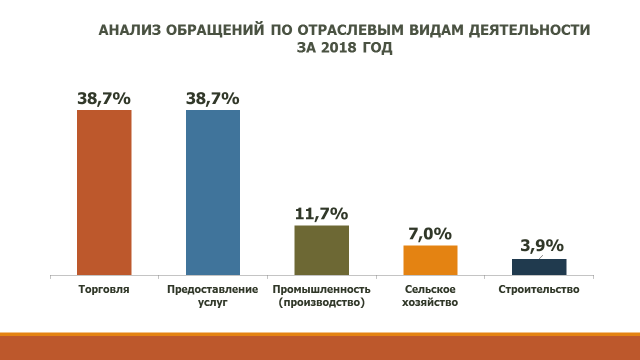 АНАЛИЗ ОБРАЩЕНИЙ ПО ОТРАСЛЕВЫМ ВИДАМ ДЕЯТЕЛЬНОСТИ
ЗА 2018 ГОД
38,7%
38,7%
11,7%
7,0%
3,9%
Торговля
Предоставление
услуг
Промышленность
(производство)
Сельское
хозяйство
Строительство